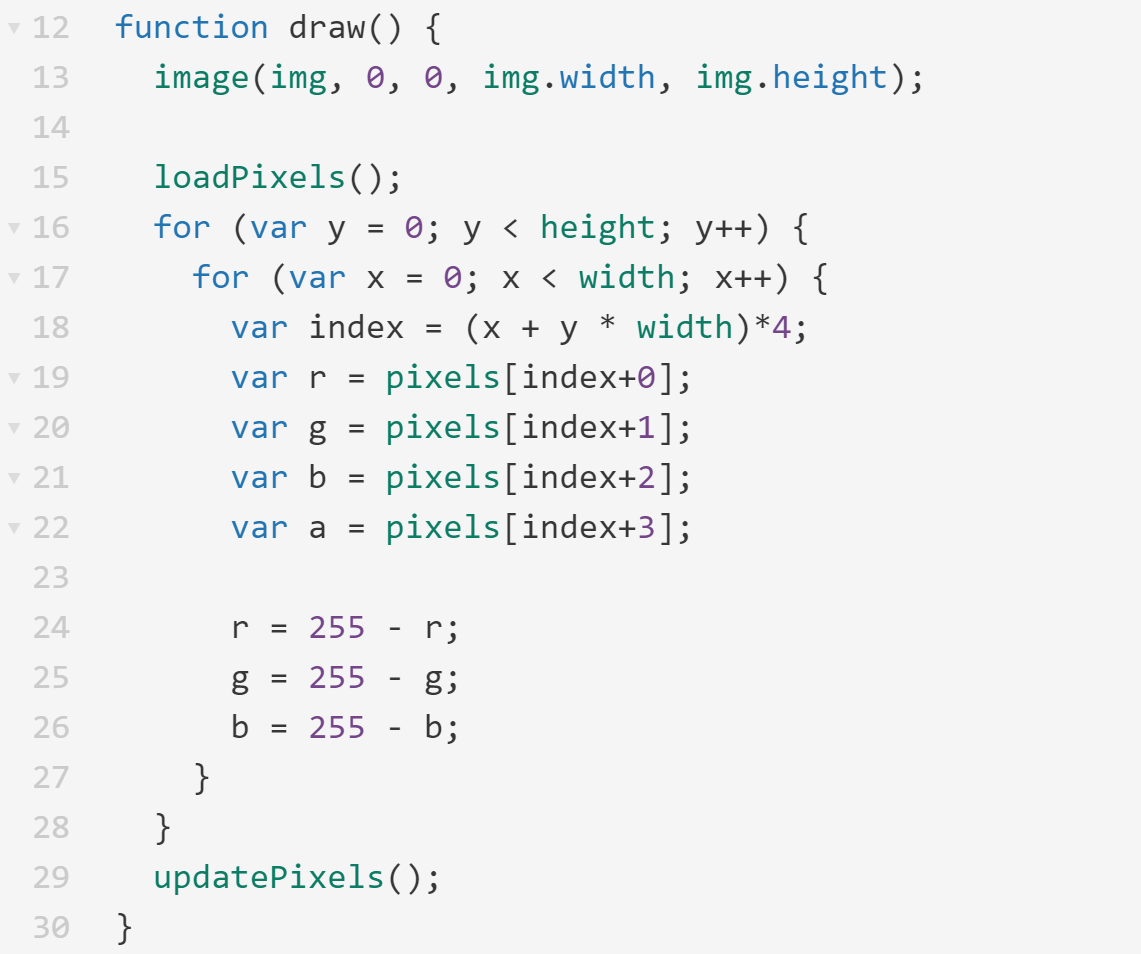 12 function draw() {
13   image(img, 0, 0, img.width, img.height);
14
15   loadPixels();
16   for (var y = 0; y < height; y++) {
17     for (var x = 0; x < width; x++) {
18       var index = (x + y * width)*4;
19       var r = pixels[index+0];
20       var g = pixels[index+1];
21       var b = pixels[index+2];
22       var a = pixels[index+3];
23
24       r = 255 - r;
25       g = 255 - g;
26       b = 255 - b;
27     }
28   }
29   updatePixels();
30 }